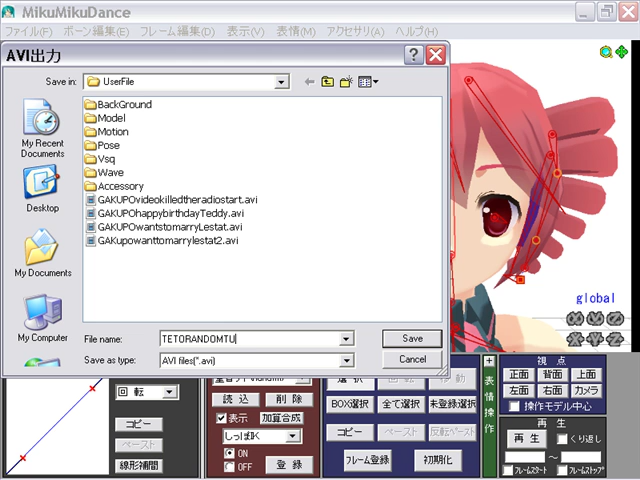 MikuMikuDance
ファイル(F) ボーン編集(E) フレーム編集(D) 表示(V) 表情(M) アクセサリ(A) ヘルプ(H)
AVI出力
Save in: UserFile
My Recent Documents
Desktop
My Documents
My Computer
BackGround
Model
Motion
Pose
Vsq
Wave
Accessory
GAKUPOvideokilledtheradiostart.avi
GAKUPOhappybirthdayTeddy.avi
GAKUPOwantstomarryLestat.avi
GAKupowanttomarrylestat2.avi
File name: TETORANDOMTU
Save
Save as type: AVI files(*.avi)
Cancel
global
X Y Z
回 転
コピー
ペースト
線形補間
読 込 削 除
表示 加算合成
しっぽIK
ON
OFF
登 録
選 択 回 転 移 動
BOX選択 全て選択 未登録選択
コピー ペースト 反転ペースト
フレーム登録 初期化
表情操作
視 点
正面 背面 上面
左面 右面 カメラ
操作モデル中心
再 生
再 生 くり返し
～
フレームスタート フレームストップ